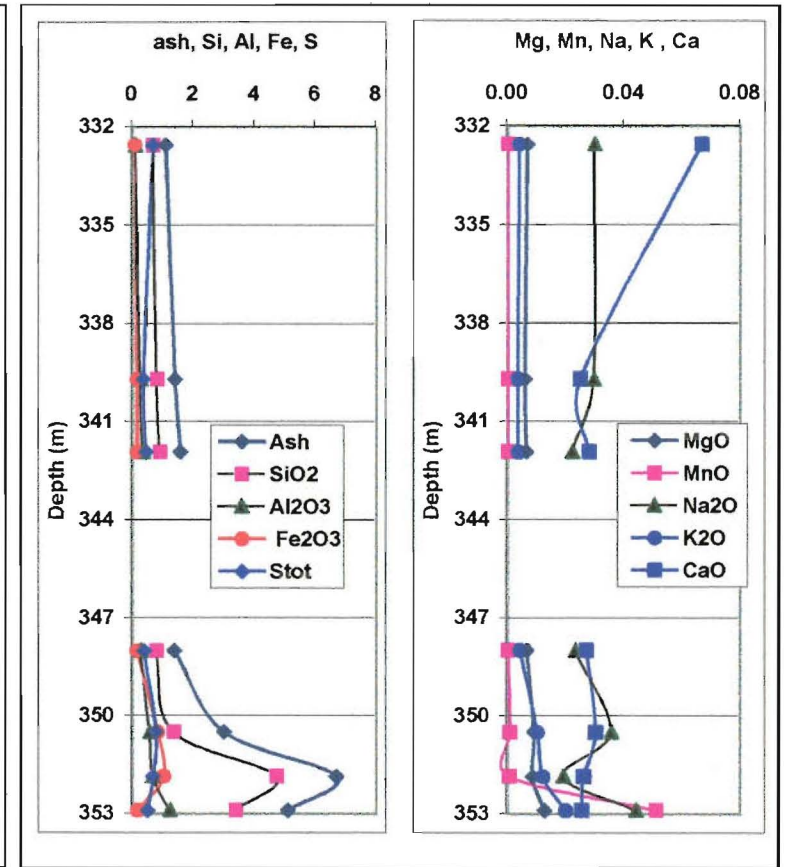 ash, Si, Al, Fe, S
0 2 4 6 8
332
335
338
341
344
347
350
353
Depth (m)
Ash
SiO2
Al2O3
Fe2O3
Stot
Mg, Mn, Na, K , Ca
0.00 0.04 0.08
332
335
338
341
344
347
350
353
Depth (m)
MgO
MnO
Na2O
K2O
CaO